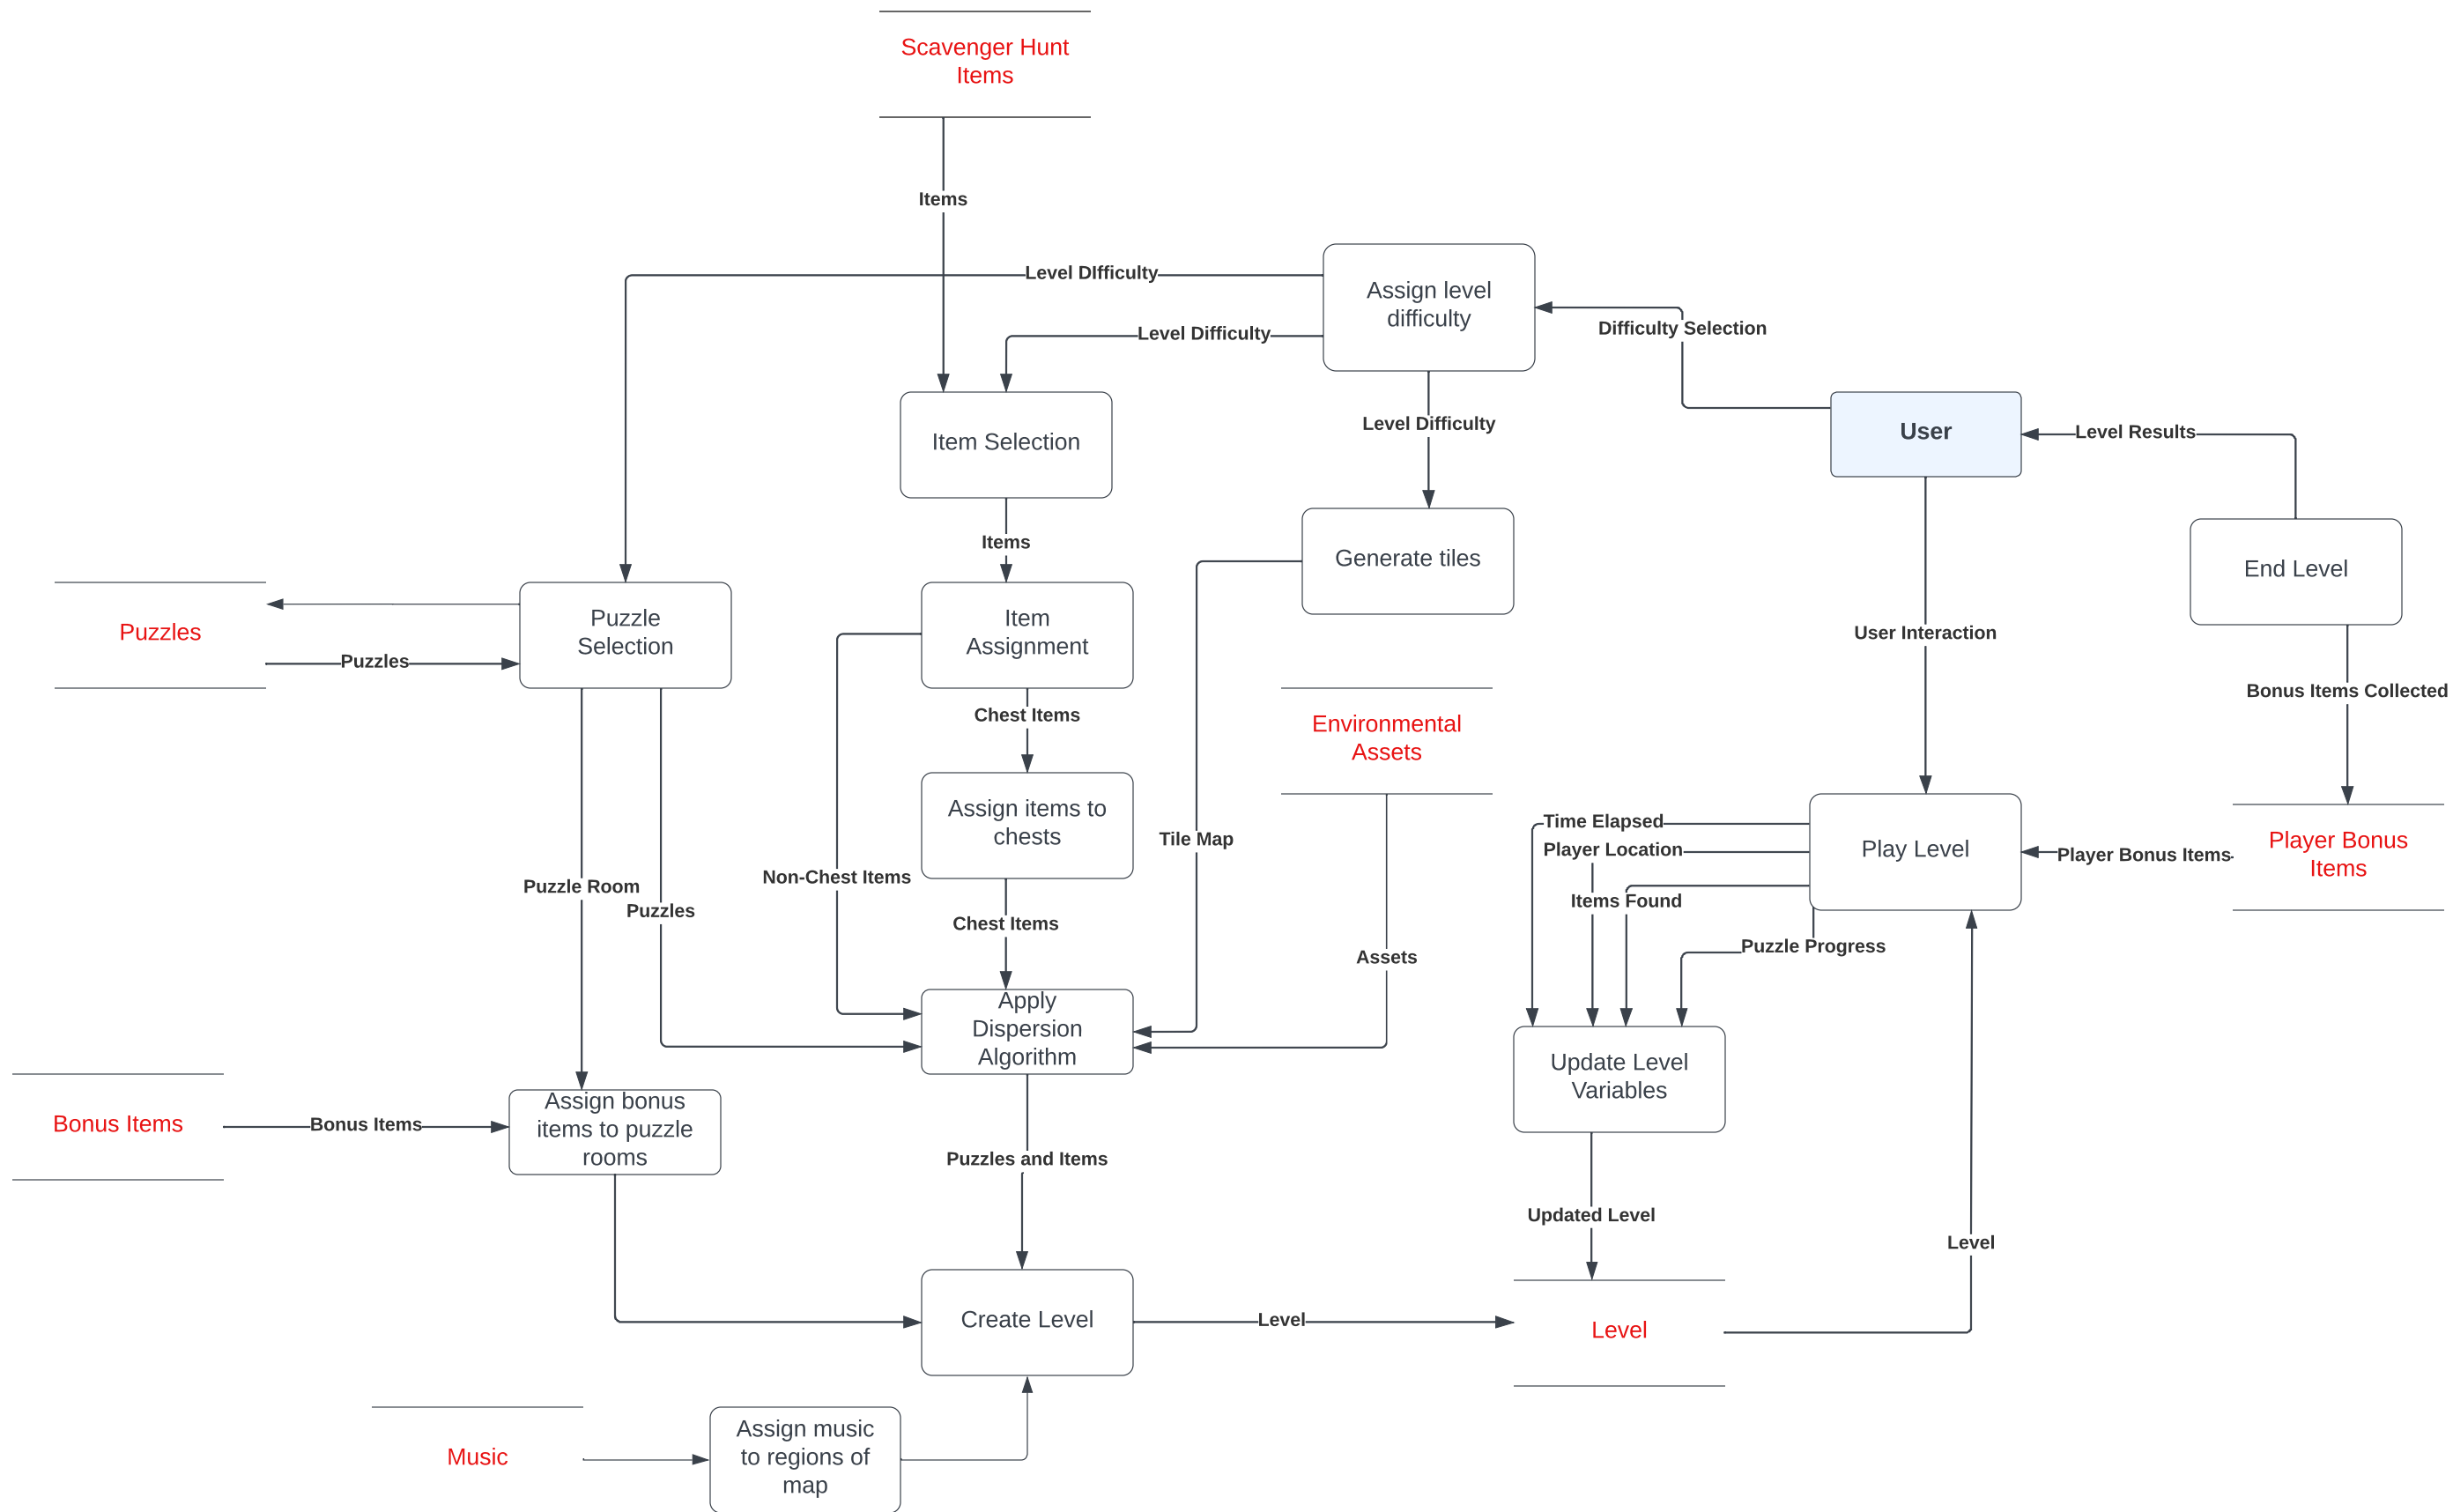 Scavenger Hunt
Items
Items
Level DIfficulty
Assign level
difficulty
Level Difficulty
Difficulty Selection
Level Difficulty
Item Selection
User
Level Results
Items
Generate tiles
End Level
Puzzles
Puzzles
Puzzle
Selection
Item
Assignment
User Interaction
Bonus Items Collected
Chest Items
Environmental
Assets
Assign items to
chests
Tile Map
Time Elapsed
Player Location
Items Found
Puzzle Progress
Play Level
Player Bonus Items
Player Bonus
Items
Non-Chest Items
Puzzle Room
Puzzles
Chest Items
Assets
Apply
Dispersion
Algorithm
Update Level
Variables
Bonus Items
Bonus Items
Assign bonus
items to puzzle
rooms
Puzzles and Items
Updated Level
Level
Create Level
Level
Level
Music
Assign music
to regions of
map